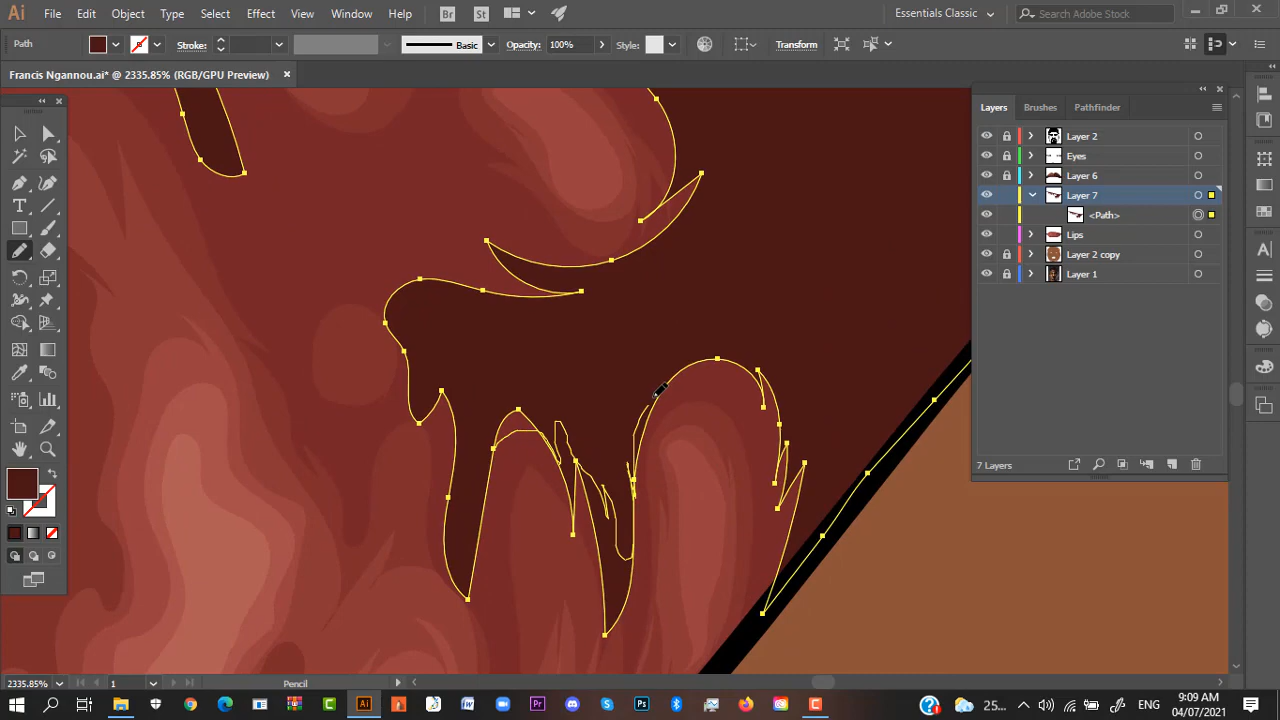 Ai File Edit Object Type Select Effect View Window Help Br St Essentials Classic Search Adobe Stock
Path Stroke: Basic Opacity: 100% Style: Transform
Francis Ngannou.ai* @ 2335.85% (RGB/GPU Preview)
Layers Brushes Pathfinder
Layer 2
Eyes
Layer 6
Layer 7
<Path>
Lips
Layer 2 copy
Layer 1
7 Layers
2335.85% 1 Pencil
Ai Pr Ps 25... ENG 9:09 AM
04/07/2021